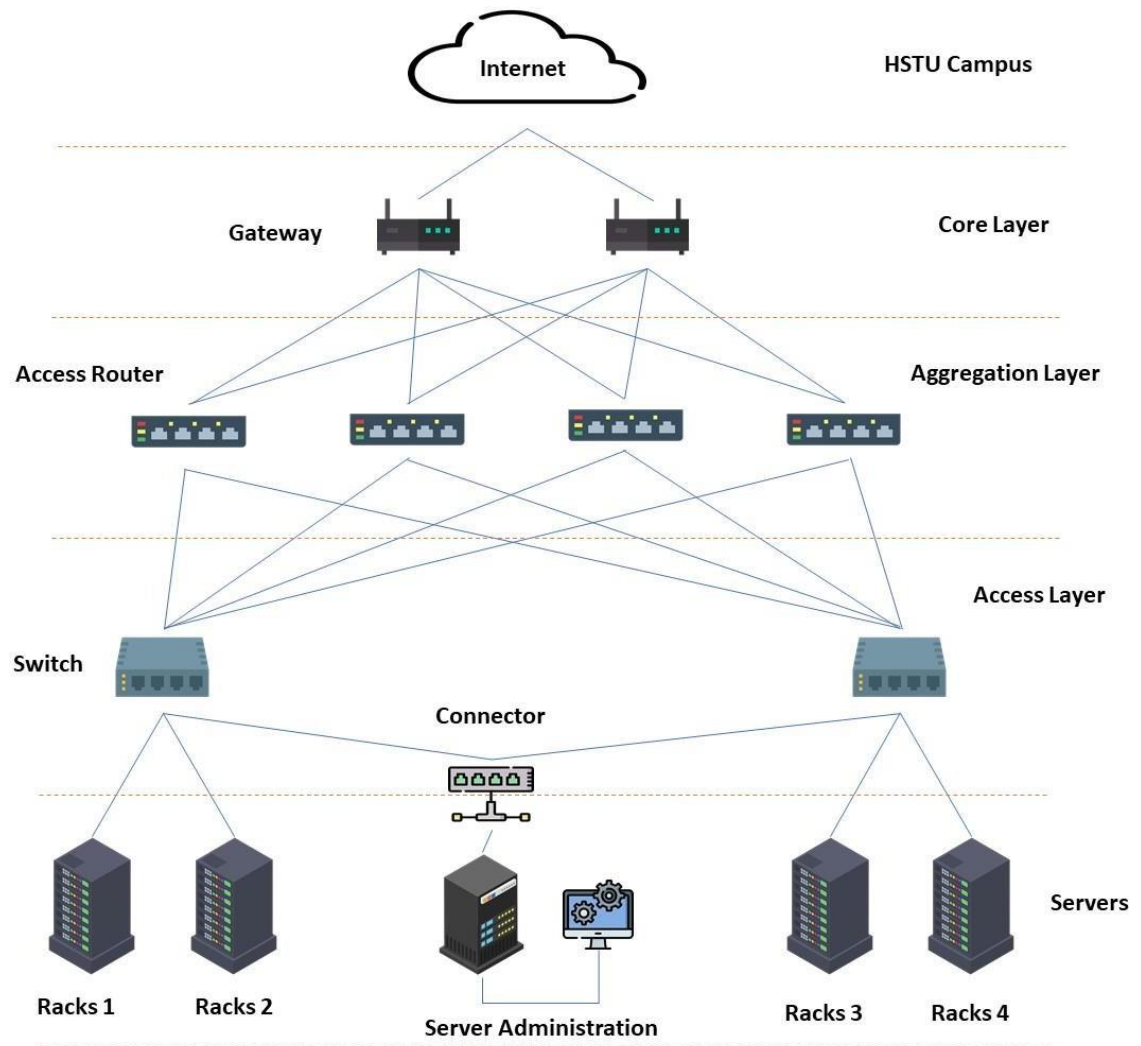 Internet
HSTU Campus
Gateway
Core Layer
Access Router
Aggregation Layer
Access Layer
Switch
Connector
Servers
Racks 1
Racks 2
Server Administration
Racks 3
Racks 4